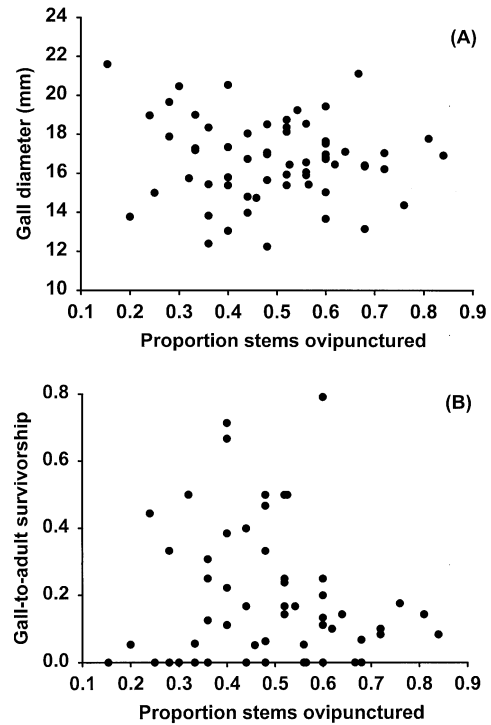 24
(A)
22
20
18
16
14
12
10
Gall diameter (mm)
0.1 0.2 0.3 0.4 0.5 0.6 0.7 0.8 0.9
Proportion stems ovipunctured
0.8
(B)
0.6
0.4
0.2
0.0
Gall-to-adult survivorship
0.1 0.2 0.3 0.4 0.5 0.6 0.7 0.8 0.9
Proportion stems ovipunctured